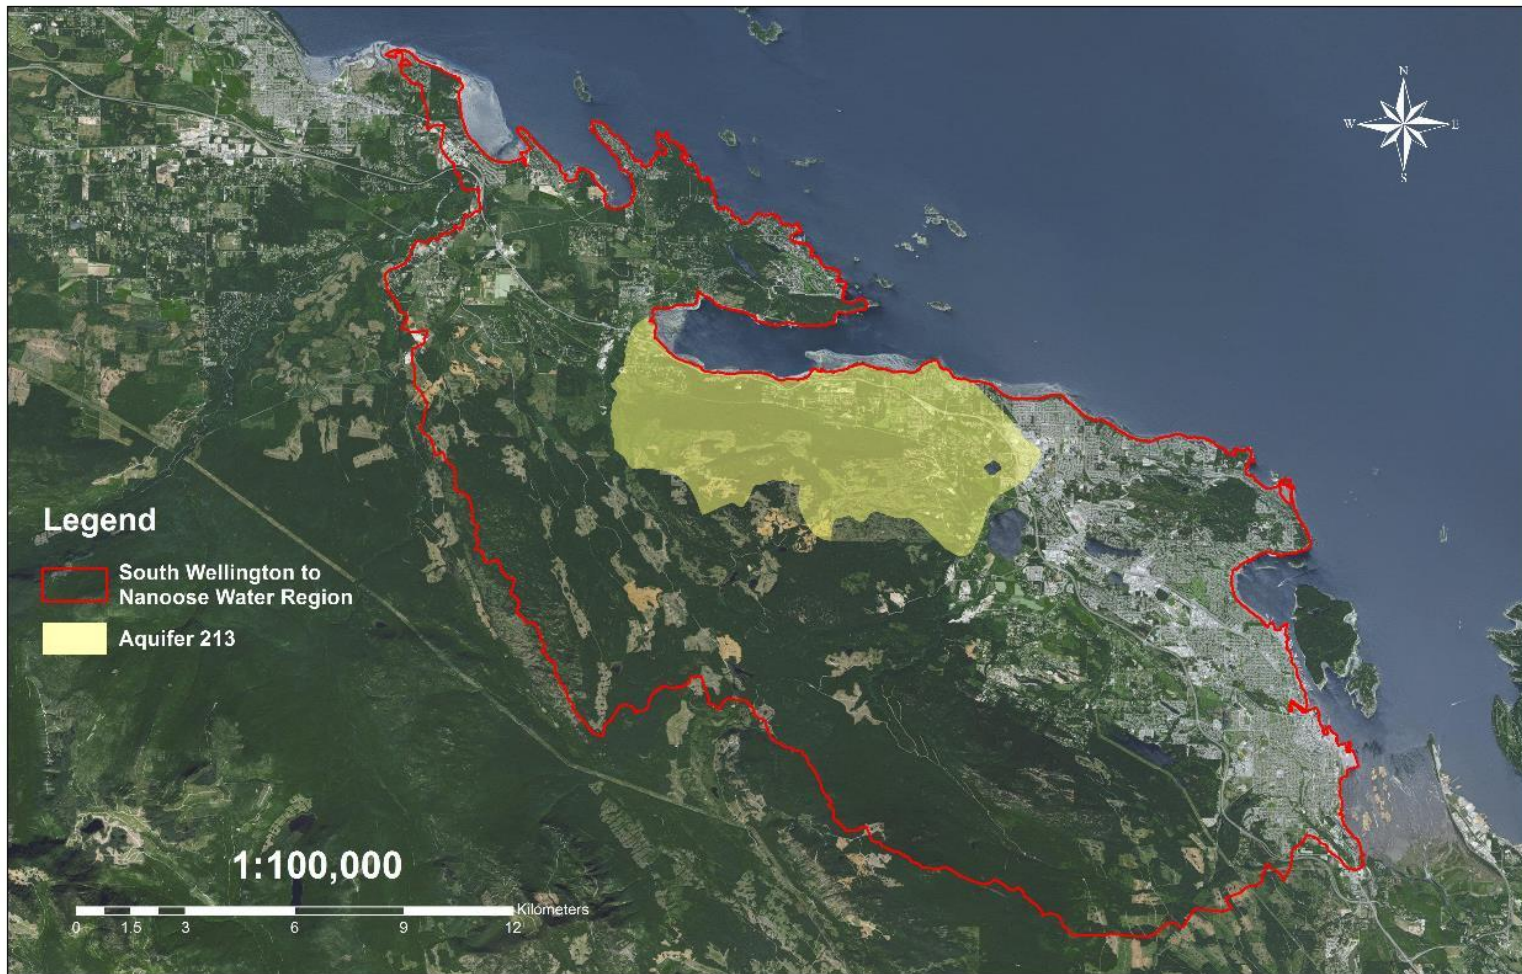 N
W E
S
Legend
South Wellington to
Nanoose Water Region
Aquifer 213
1:100,000
Kilometers
0 1.5 3 6 9 12